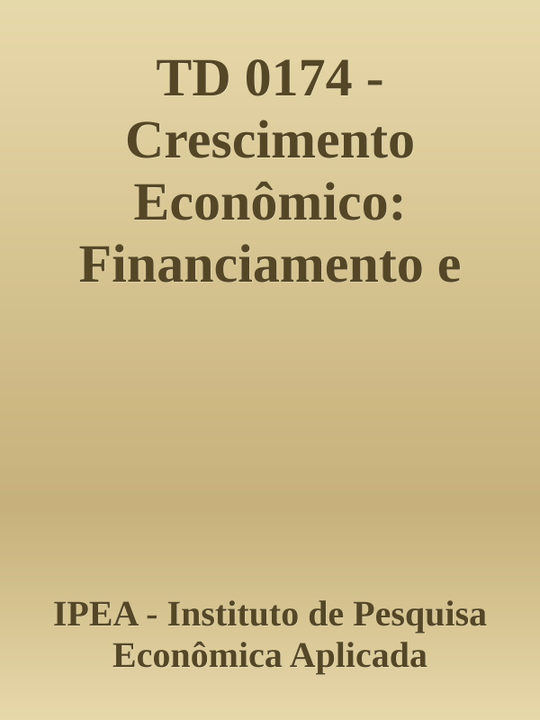 TD 0174 -
Crescimento
Econômico:
Financiamento e
IPEA - Instituto de Pesquisa
Econômica Aplicada